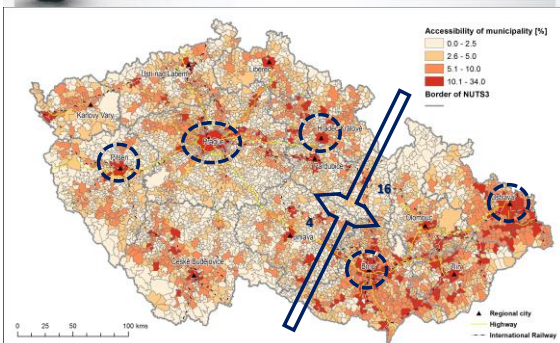 Accessibility of municipality [%]
0.0 - 2.5
2.6 - 5.0
5.1 - 10.0
10.1 - 34.0
Border of NUTS3
Liberec
Ústí nad Labem
Karlovy Vary
Hradec Králové
Prague
Pilsen
Pardubice
16
Ostrava
4
Olomouc
Jihlava
Brno
Zlín
České Budějovice
Regional city
Highway
International Railway
0 25 50 100 kms